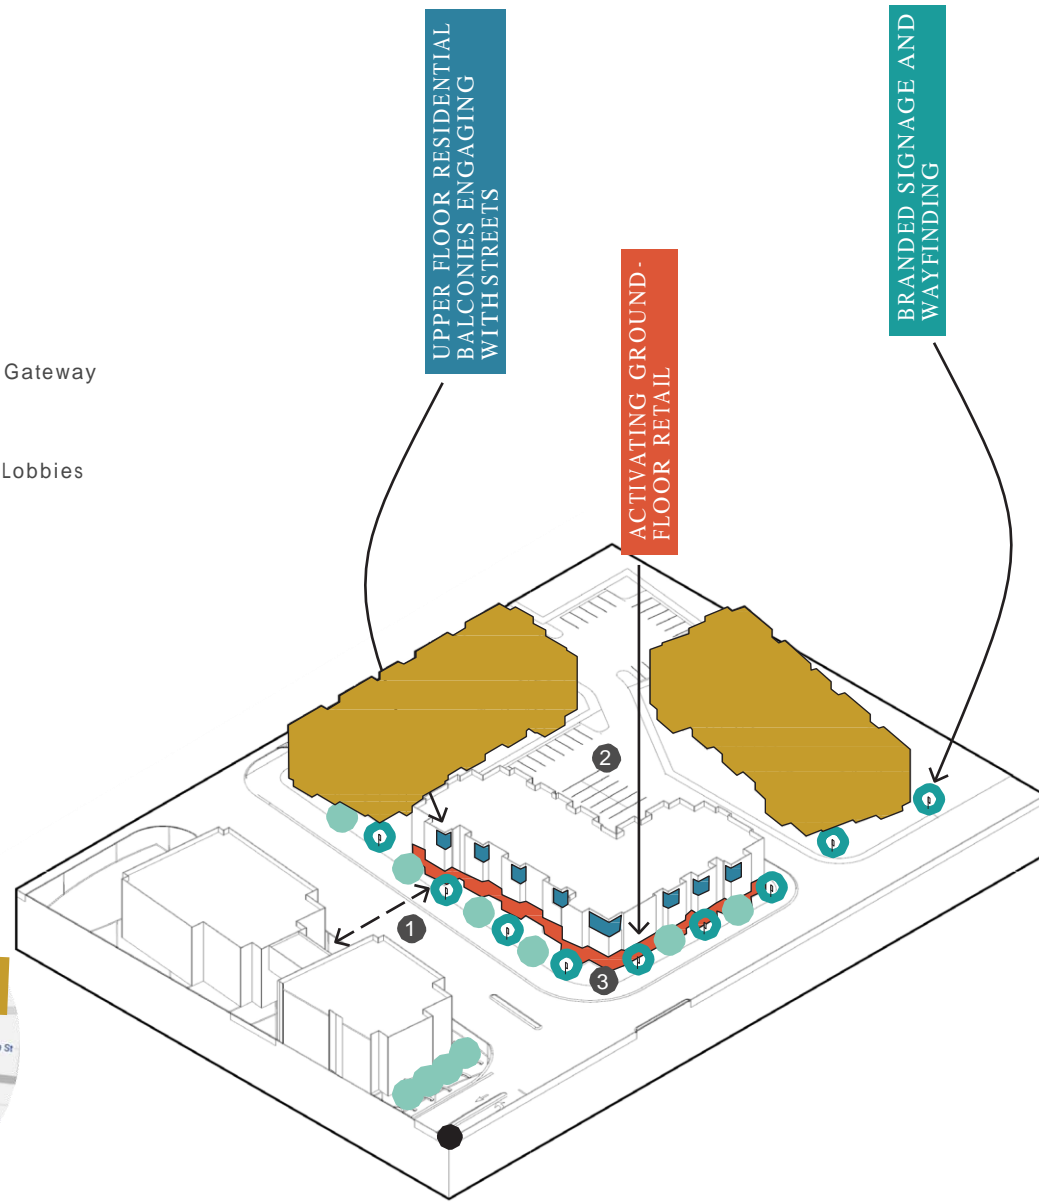 UPPER FLOOR RESIDENTIAL
BALCONIES ENGAGING
WITH STREETS
BRANDED SIGNAGE AND
WAYFINDING
ACTIVATING GROUND-
FLOOR RETAIL
Gateway
Lobbies
2
1
3
St